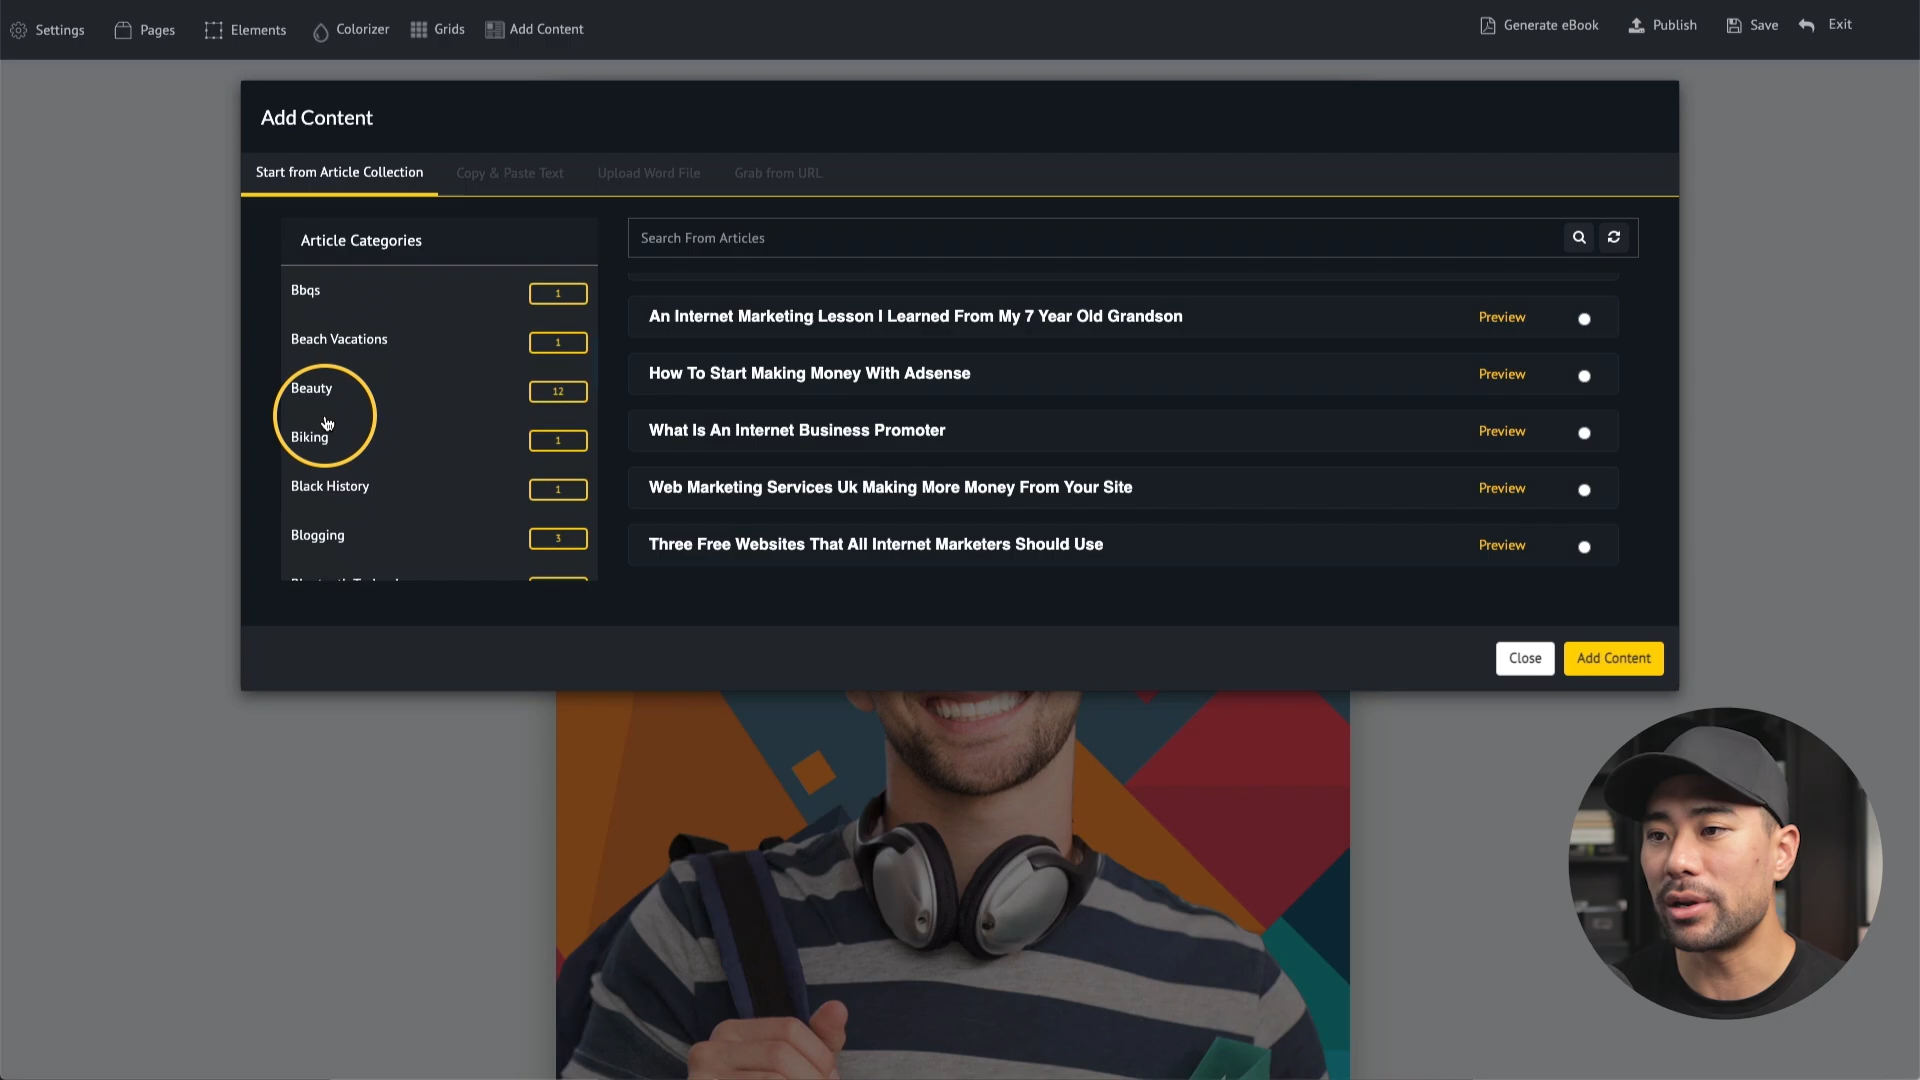 Settings
Pages
Elements
Colorizer
Grids
Add Content
Generate eBook
Publish
Save
Exit
Add Content
Start from Article Collection
Copy & Paste Text
Upload Word File
Grab from URL
Article Categories
Search From Articles
Bbqs 1
Beach Vacations 1
Beauty 12
Biking 1
Black History 1
Blogging 3
An Internet Marketing Lesson I Learned From My 7 Year Old Grandson Preview
How To Start Making Money With Adsense Preview
What Is An Internet Business Promoter Preview
Web Marketing Services Uk Making More Money From Your Site Preview
Three Free Websites That All Internet Marketers Should Use Preview
Close
Add Content